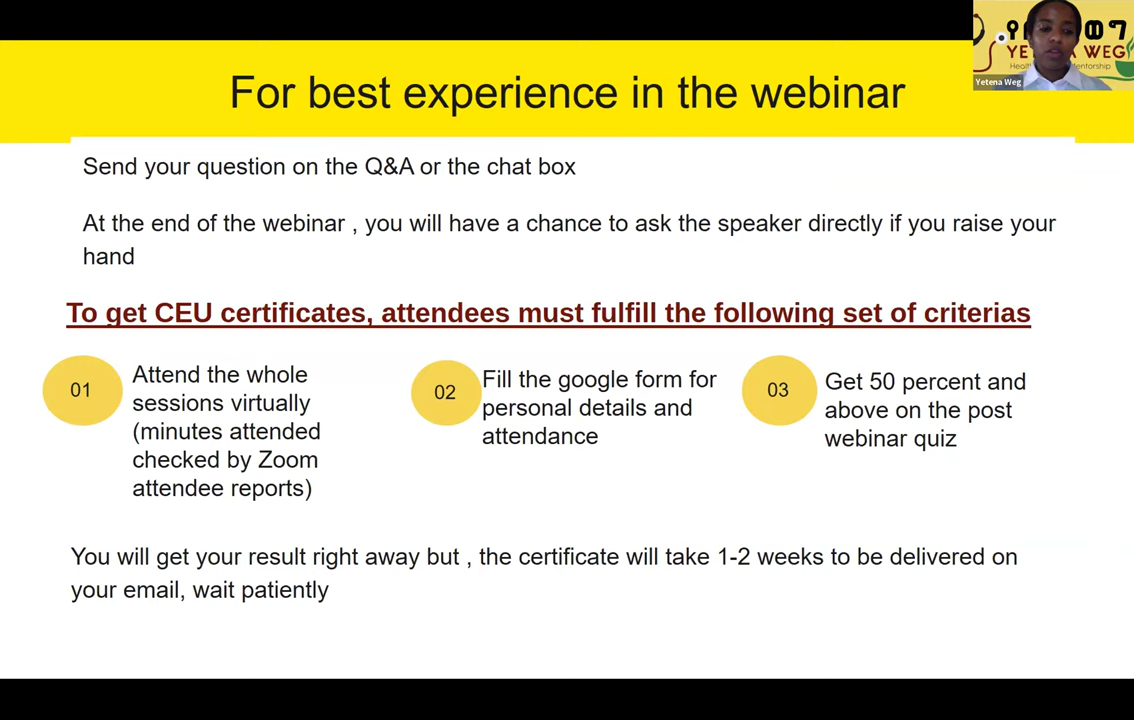 For best experience in the webinar
YETENA WEG
Yetena Weg
Send your question on the Q&A or the chat box
At the end of the webinar , you will have a chance to ask the speaker directly if you raise your
hand
To get CEU certificates, attendees must fulfill the following set of criterias
01
Attend the whole
sessions virtually
(minutes attended
checked by Zoom
attendee reports)
02
Fill the google form for
personal details and
attendance
03
Get 50 percent and
above on the post
webinar quiz
You will get your result right away but , the certificate will take 1-2 weeks to be delivered on
your email, wait patiently